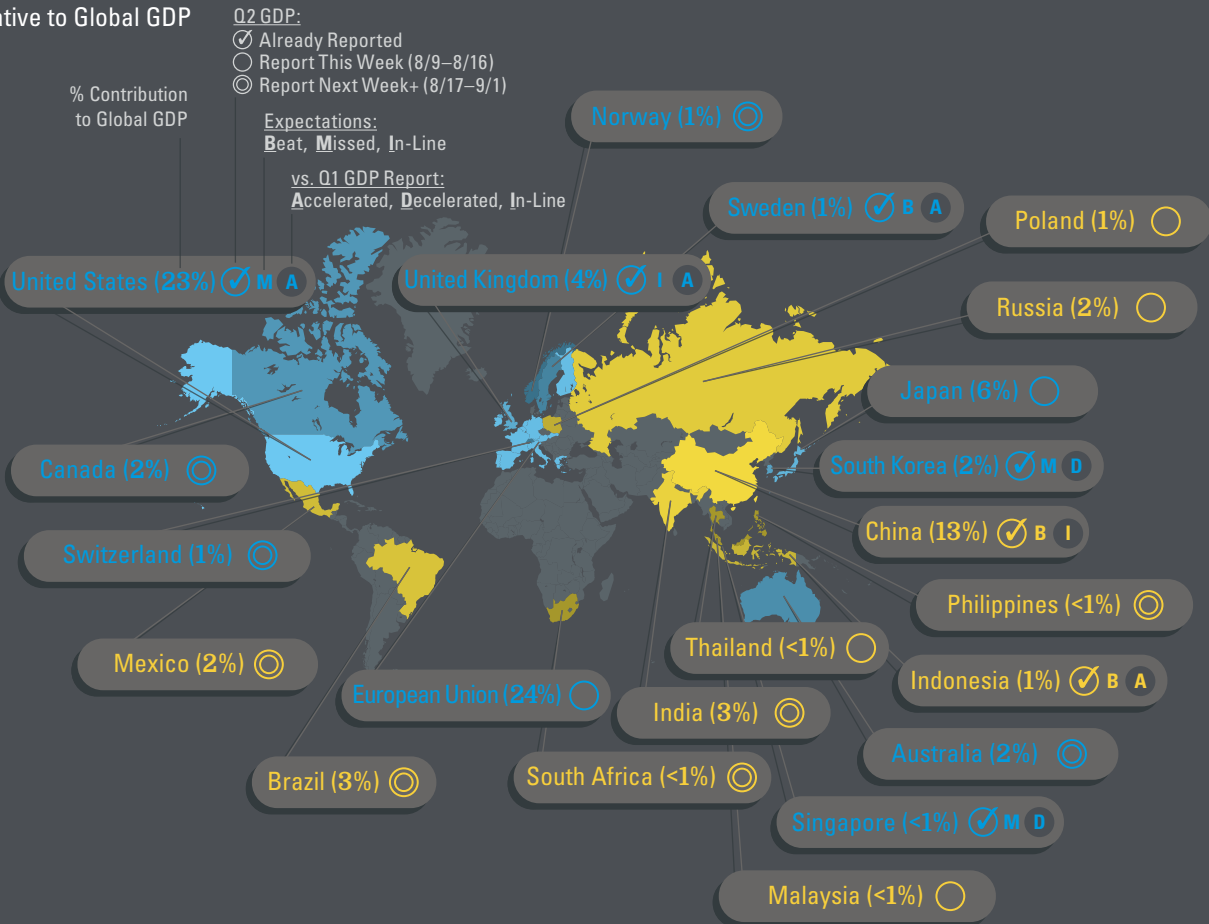 ative to Global GDP
Q2 GDP:
Already Reported
Report This Week (8/9–8/16)
Report Next Week+ (8/17–9/1)
% Contribution
to Global GDP
Expectations:
Beat, Missed, In-Line
vs. Q1 GDP Report:
Accelerated, Decelerated, In-Line
Norway (1%)
Sweden (1%) B A
Poland (1%)
United States (23%) M A
United Kingdom (4%) I A
Russia (2%)
Japan (6%)
Canada (2%)
South Korea (2%) M D
China (13%) B I
Switzerland (1%)
Philippines (<1%)
Thailand (<1%)
Mexico (2%)
Indonesia (1%) B A
European Union (24%)
India (3%)
Australia (2%)
Brazil (3%)
South Africa (<1%)
Singapore (<1%) M D
Malaysia (<1%)